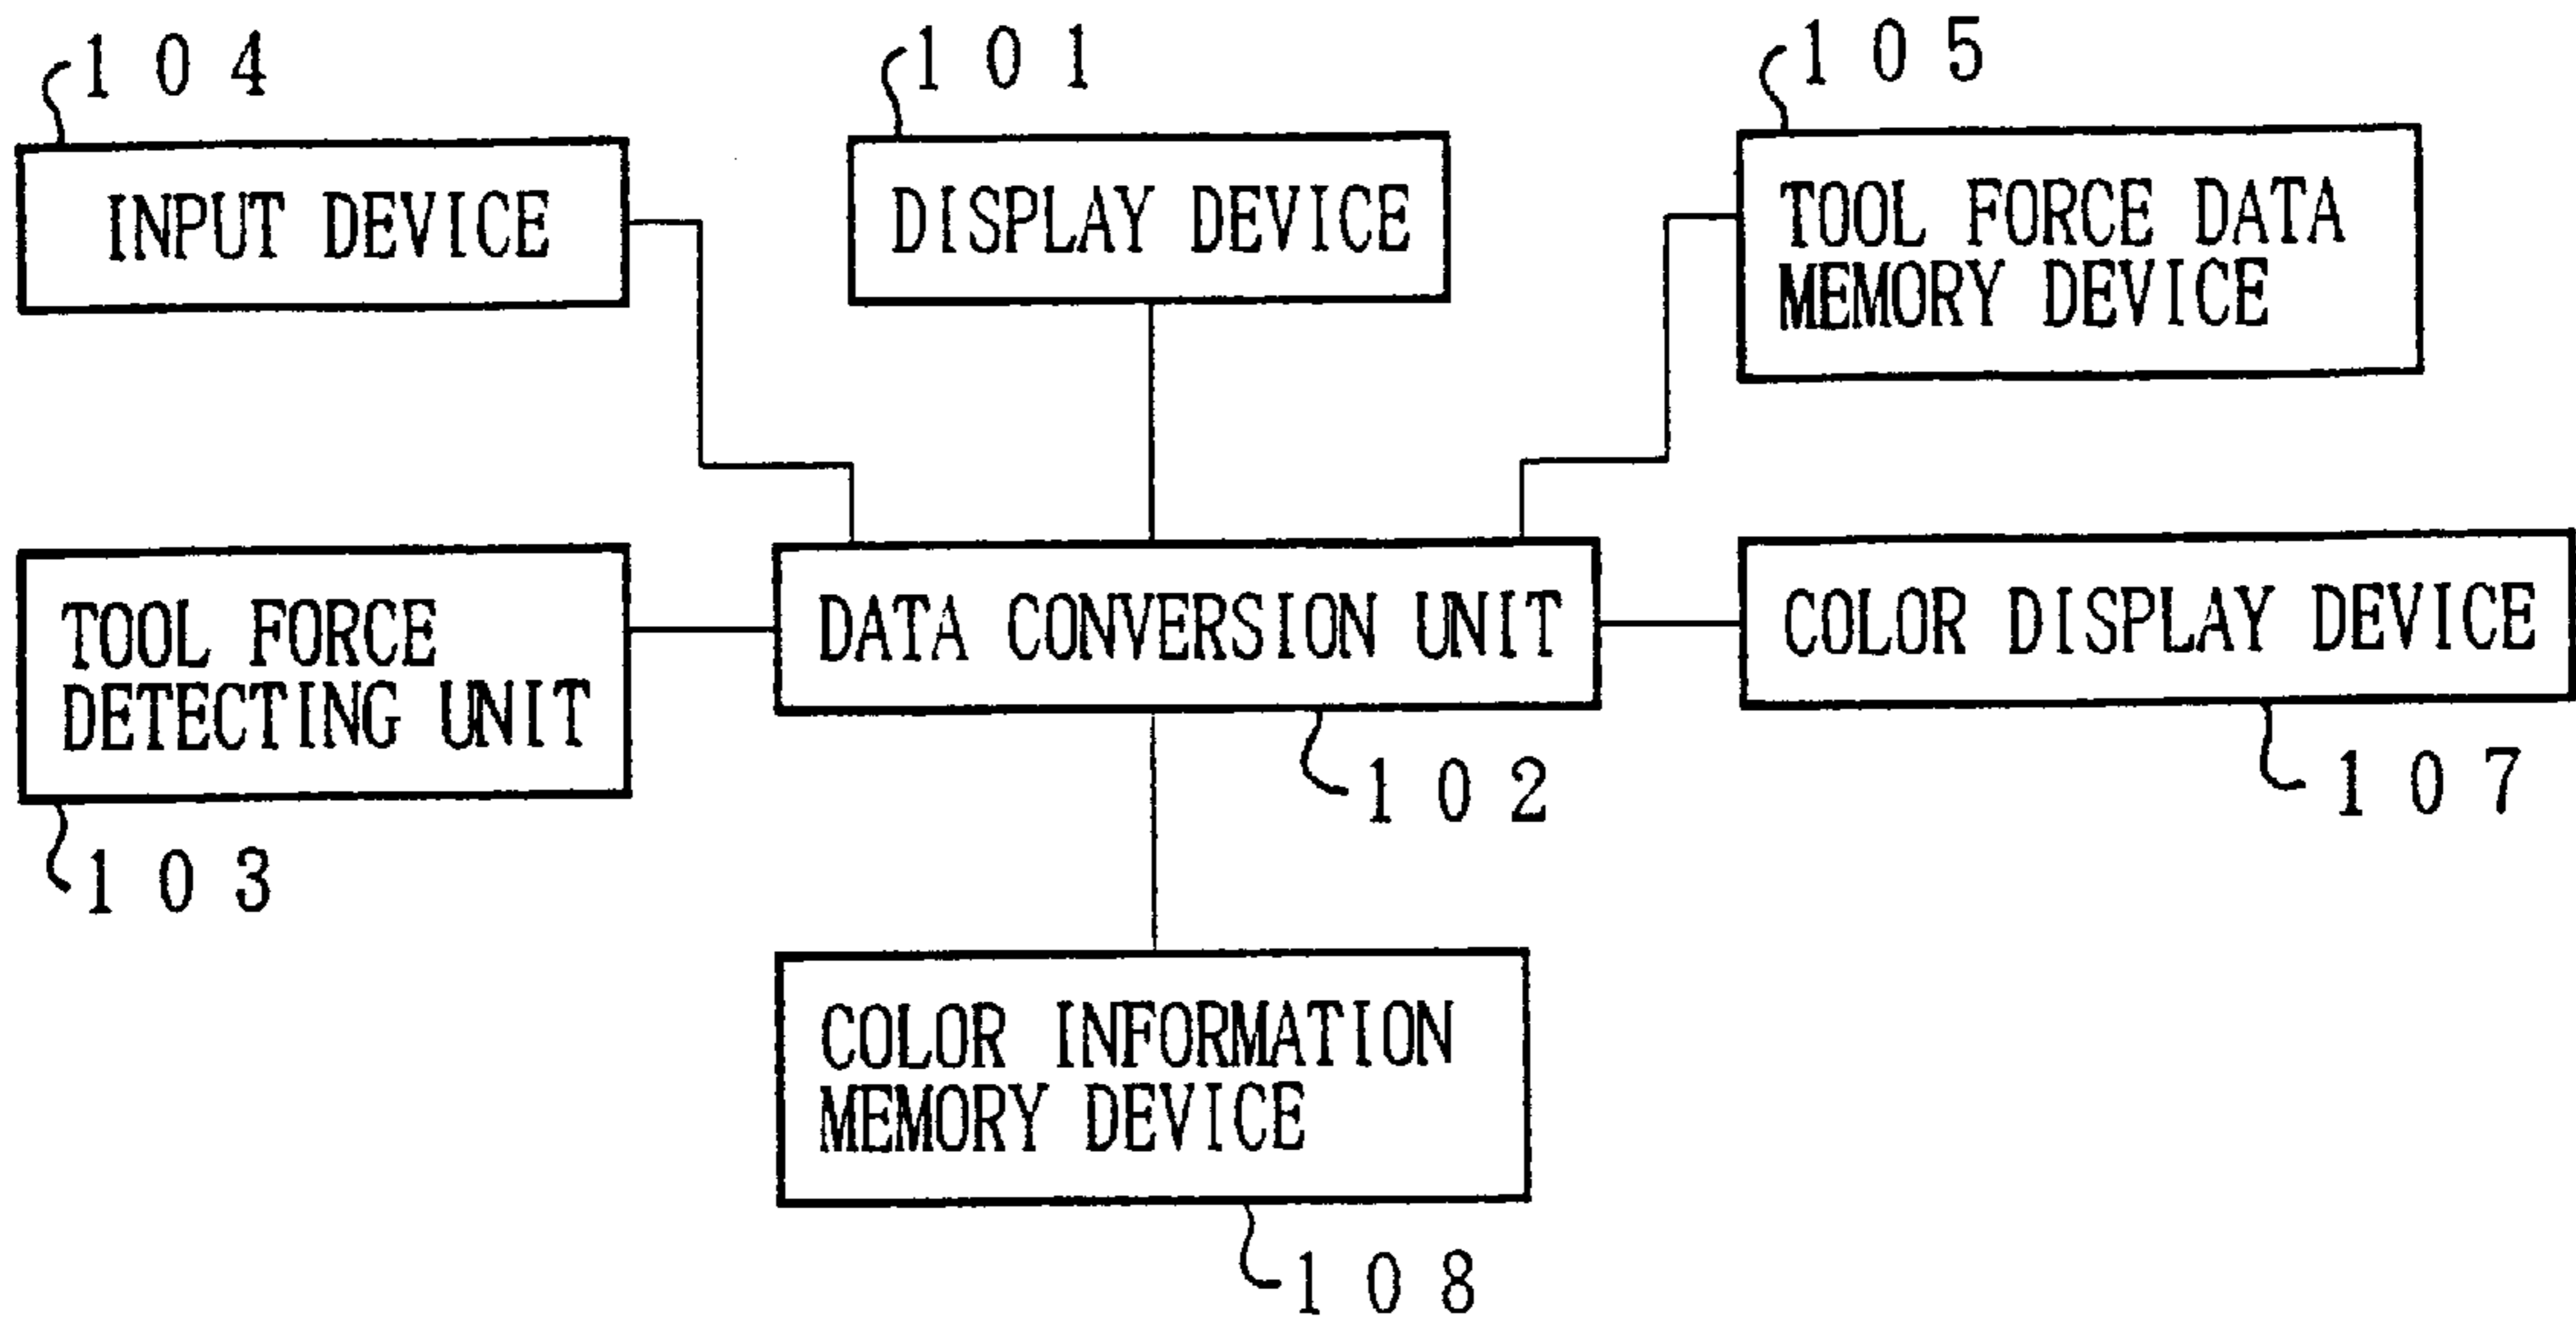 104
101
105
INPUT DEVICE
DISPLAY DEVICE
TOOL FORCE DATA
MEMORY DEVICE
TOOL FORCE
DETECTING UNIT
DATA CONVERSION UNIT
COLOR DISPLAY DEVICE
103
102
107
COLOR INFORMATION
MEMORY DEVICE
108